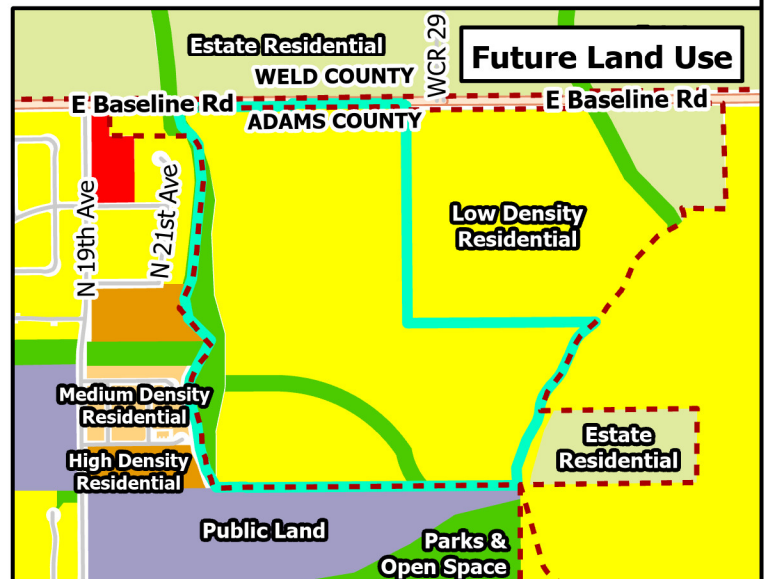 Estate Residential
WCR 29
Future Land Use
WELD COUNTY
E Baseline Rd
E Baseline Rd
ADAMS COUNTY
N 19th Ave
N 21st Ave
Low Density
Residential
Medium Density
Residential
High Density
Residential
Estate
Residential
Public Land
Parks &
Open Space